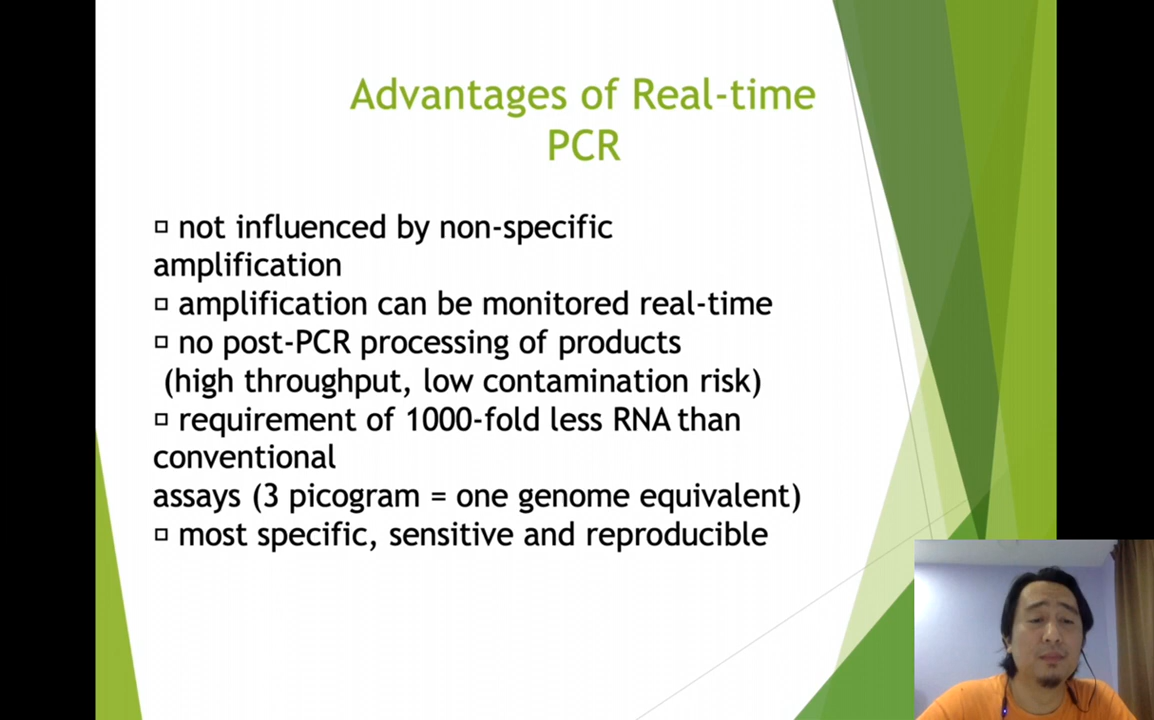 Advantages of Real-time
PCR
□ not influenced by non-specific
amplification
□ amplification can be monitored real-time
□ no post-PCR processing of products
(high throughput, low contamination risk)
□ requirement of 1000-fold less RNA than
conventional
assays (3 picogram = one genome equivalent)
□ most specific, sensitive and reproducible